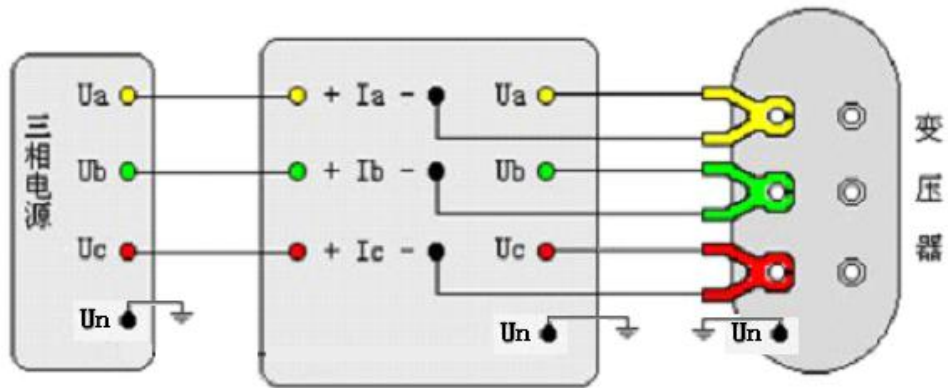 三相电源
Ua + Ia - Ua
Ub + Ib - Ub
Uc + Ic - Uc
Un Un Un
变压器